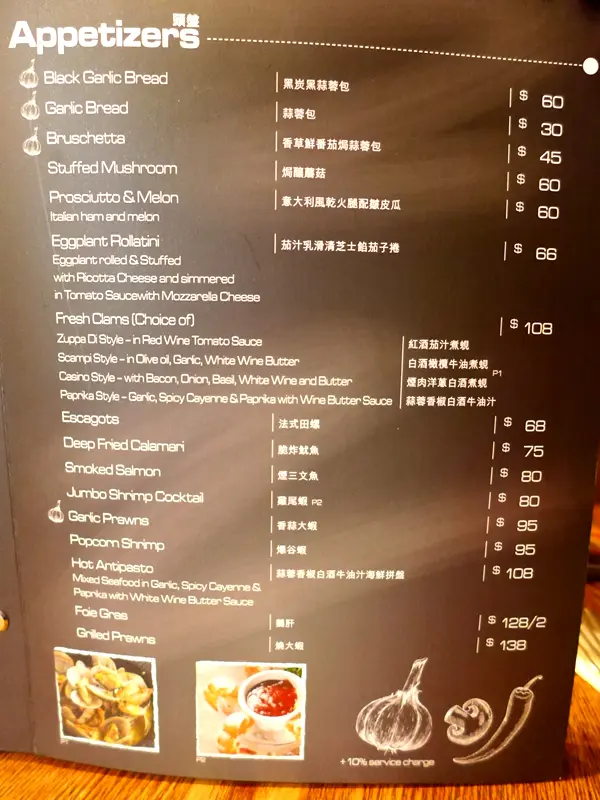 頭盤
Appetizers
Black Garlic Bread 黑炭黑蒜蓉包 $ 60
Garlic Bread 蒜蓉包 $ 30
Bruschetta 香草鮮番茄焗蒜蓉包 $ 45
Stuffed Mushroom 焗釀蘑菇 $ 60
Prosciutto & Melon 意大利風乾火腿配皺皮瓜 $ 60
Italian ham and melon
Eggplant Rollatini 茄汁乳滑清芝士餡茄子捲 $ 66
Eggplant rolled & Stuffed
with Ricotta Cheese and simmered
in Tomato Saucewith Mozzarella Cheese
Fresh Clams (Choice of) $ 108
Zuppa Di Style - in Red Wine Tomato Sauce 紅酒茄汁煮蜆
Scampi Style - in Olive oil, Garlic, White Wine Butter 白酒橄欖牛油煮蜆 P1
Casino Style - with Bacon, Onion, Basil, White Wine and Butter 煙肉洋蔥白酒煮蜆
Paprika Style - Garlic, Spicy Cayenne & Paprika with Wine Butter Sauce 蒜蓉香椒白酒牛油汁
Escagots 法式田螺 $ 68
Deep Fried Calamari 脆炸魷魚 $ 75
Smoked Salmon 煙三文魚 $ 80
Jumbo Shrimp Cocktail 鳳尾蝦 P2 $ 80
Garlic Prawns 香蒜大蝦 $ 95
Popcorn Shrimp 爆谷蝦 $ 95
Hot Antipasto 蒜蓉香椒白酒牛油汁海鮮拼盤 $ 108
Mixed Seafood in Garlic, Spicy Cayenne &
Paprika with White Wine Butter Sauce
Foie Gras 鵝肝 $ 128/2
Grilled Prawns 燒大蝦 $ 138
P1
P2
+10% service charge